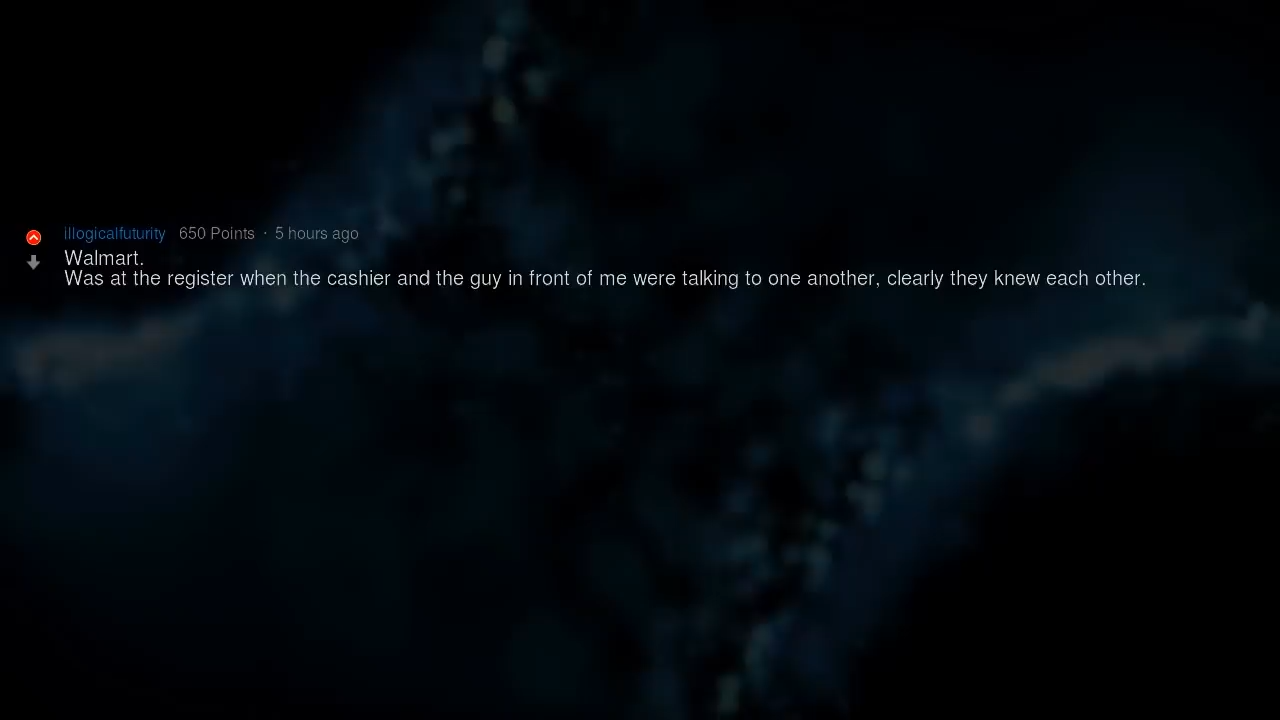 illogicalfuturity 650 Points · 5 hours ago
Walmart.
Was at the register when the cashier and the guy in front of me were talking to one another, clearly they knew each other.